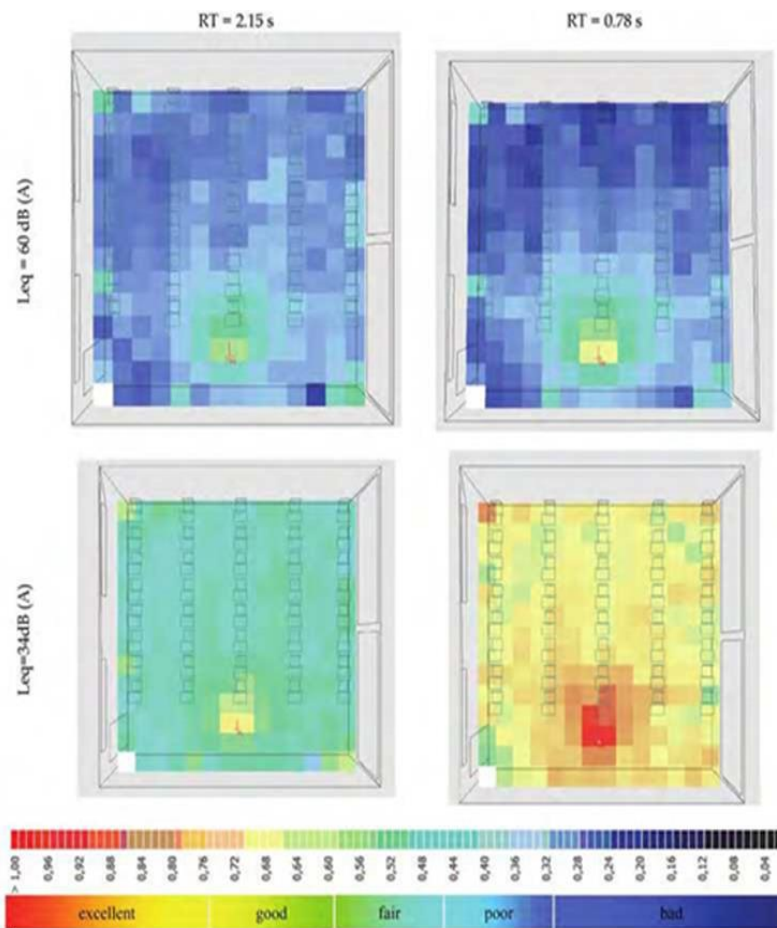 RT = 2.15 s
RT = 0.78 s
Leq = 60 dB (A)
Leq=34dB (A)
> 1,00 0,96 0,92 0,88 0,84 0,80 0,76 0,72 0,68 0,64 0,60 0,56 0,52 0,48 0,44 0,40 0,36 0,32 0,28 0,24 0,20 0,16 0,12 0,08 0,04
excellent good fair poor bad